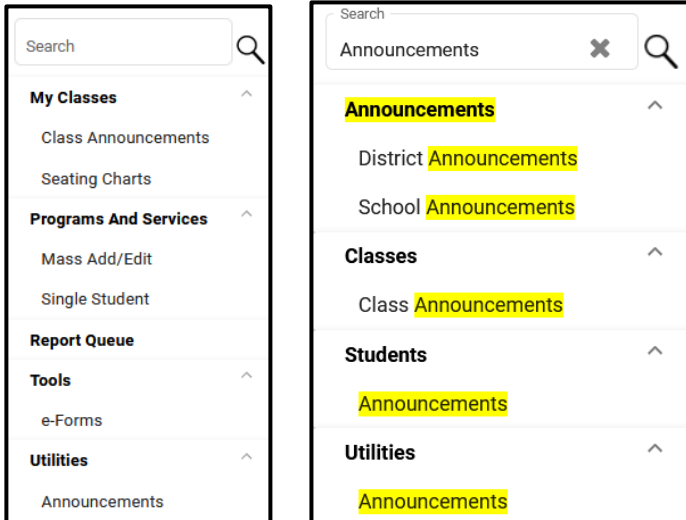 Search
My Classes
Class Announcements
Seating Charts
Programs And Services
Mass Add/Edit
Single Student
Report Queue
Tools
e-Forms
Utilities
Announcements
Search
Announcements
Announcements
District Announcements
School Announcements
Classes
Class Announcements
Students
Announcements
Utilities
Announcements